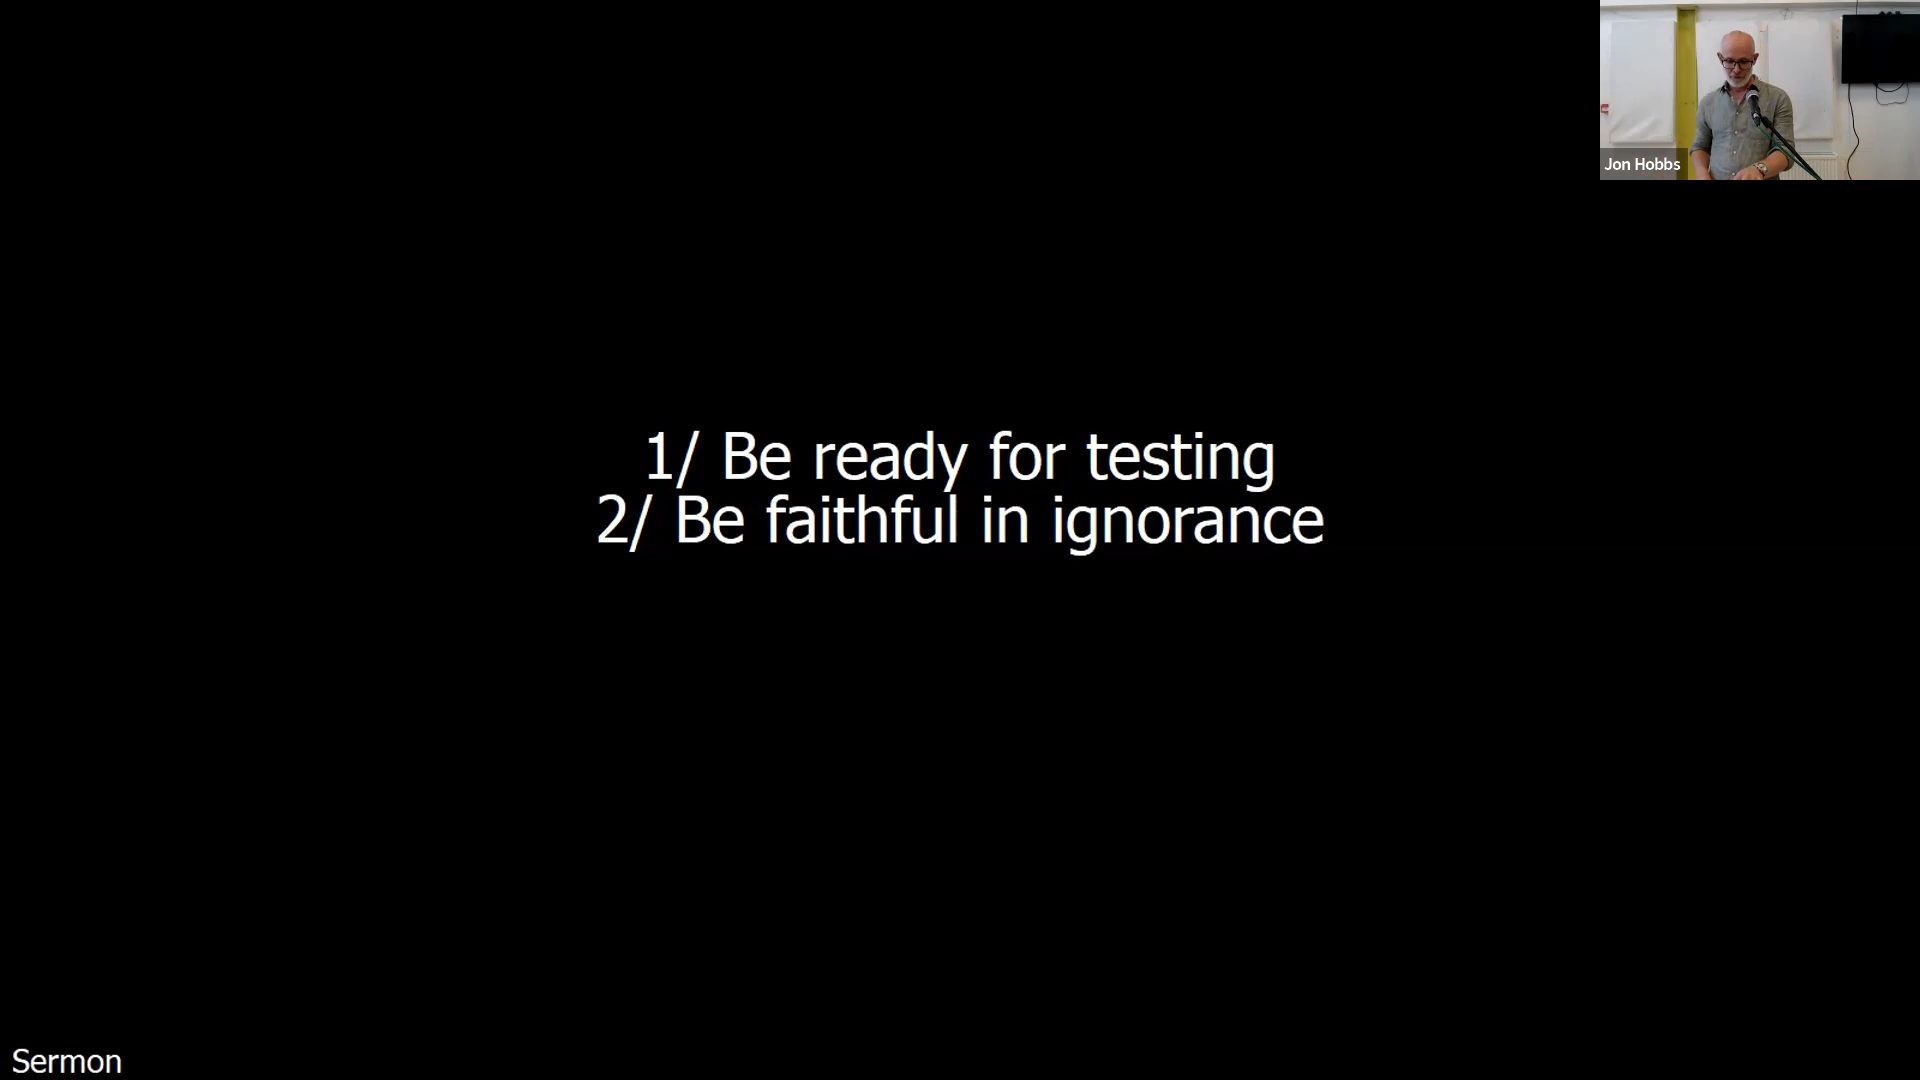 Jon Hobbs
1/ Be ready for testing
2/ Be faithful in ignorance
Sermon